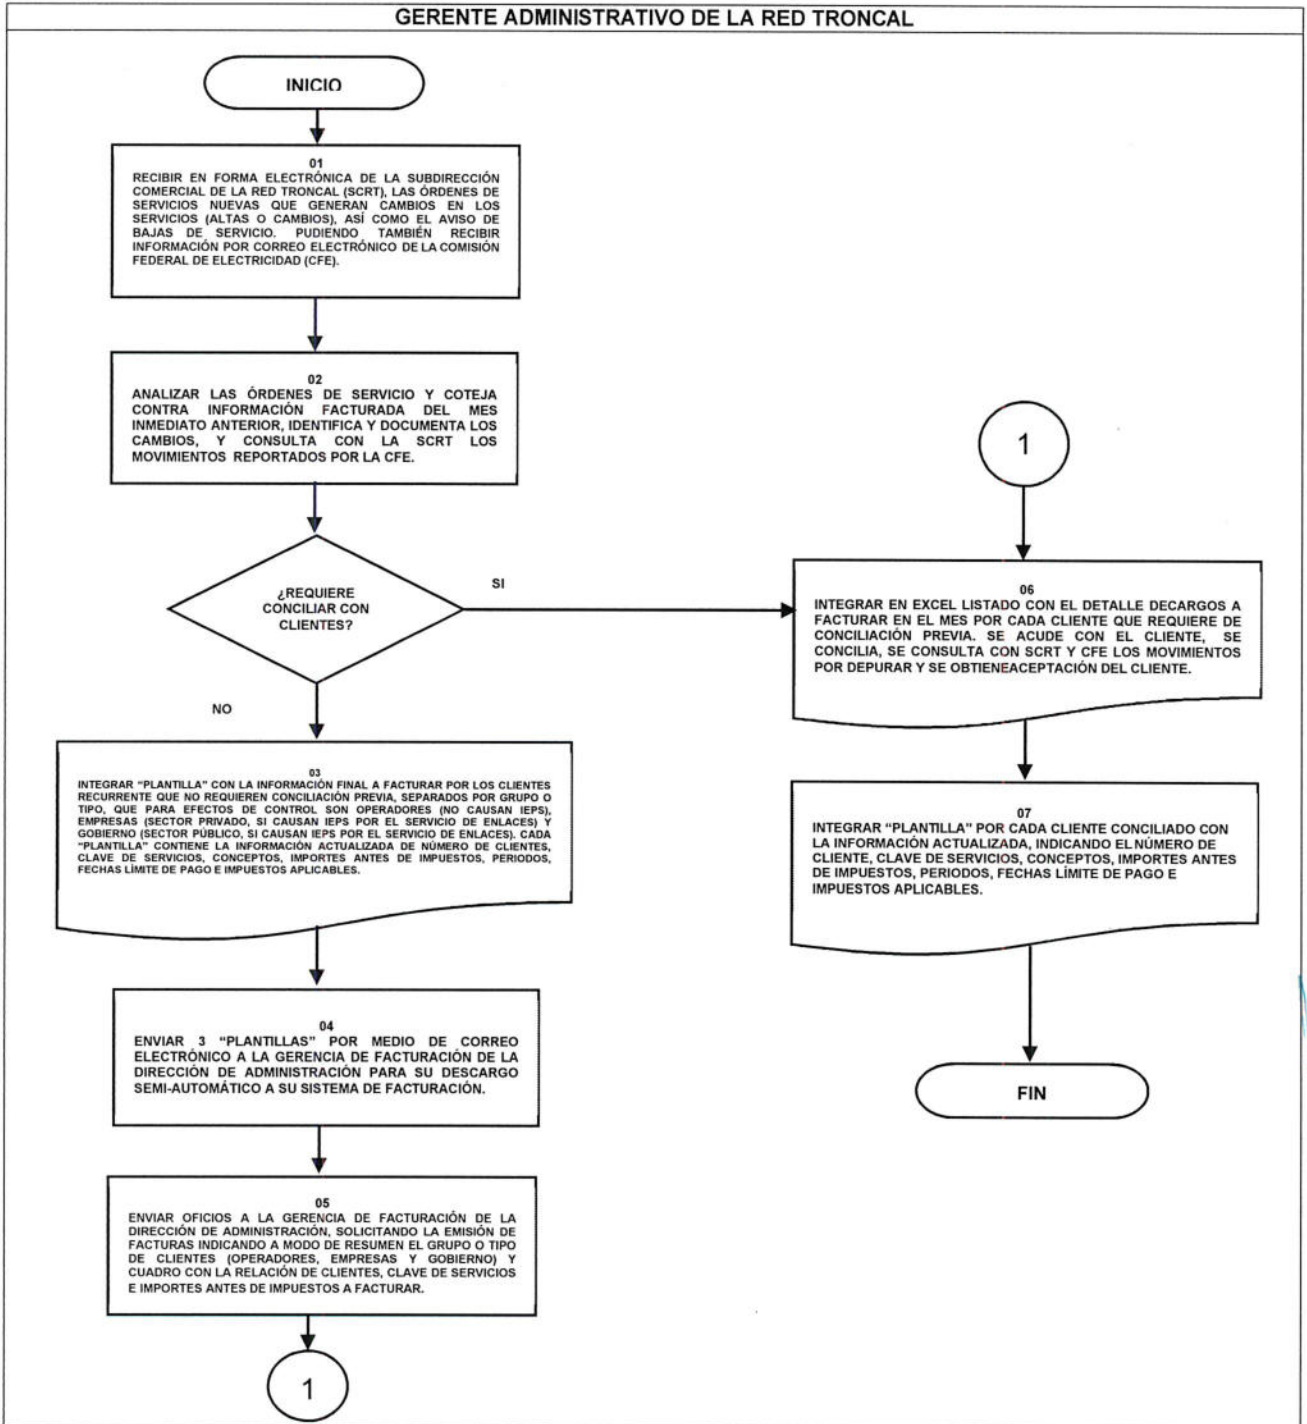 GERENTE ADMINISTRATIVO DE LA RED TRONCAL
INICIO
01
RECIBIR EN FORMA ELECTRÓNICA DE LA SUBDIRECCIÓN
COMERCIAL DE LA RED TRONCAL (SCRT), LAS ÓRDENES DE
SERVICIOS NUEVAS QUE GENERAN CAMBIOS EN LOS
SERVICIOS (ALTAS O CAMBIOS), ASÍ COMO EL AVISO DE
BAJAS DE SERVICIO. PUDIENDO TAMBIÉN RECIBIR
INFORMACIÓN POR CORREO ELECTRÓNICO DE LA COMISIÓN
FEDERAL DE ELECTRICIDAD (CFE).
02
ANALIZAR LAS ÓRDENES DE SERVICIO Y COTEJA
CONTRA INFORMACIÓN FACTURADA DEL MES
INMEDIATO ANTERIOR, IDENTIFICA Y DOCUMENTA LOS
CAMBIOS, Y CONSULTA CON LA SCRT LOS
MOVIMIENTOS REPORTADOS POR LA CFE.
¿REQUIERE
CONCILIAR CON
CLIENTES?
SI
NO
03
INTEGRAR “PLANTILLA” CON LA INFORMACIÓN FINAL A FACTURAR POR LOS CLIENTES
RECURRENTE QUE NO REQUIEREN CONCILIACIÓN PREVIA, SEPARADOS POR GRUPO O
TIPO, QUE PARA EFECTOS DE CONTROL SON OPERADORES (NO CAUSAN IEPS),
EMPRESAS (SECTOR PRIVADO, SI CAUSAN IEPS POR EL SERVICIO DE ENLACES) Y
GOBIERNO (SECTOR PÚBLICO, SI CAUSAN IEPS POR EL SERVICIO DE ENLACES). CADA
“PLANTILLA” CONTIENE LA INFORMACIÓN ACTUALIZADA DE NÚMERO DE CLIENTES,
CLAVE DE SERVICIOS, CONCEPTOS, IMPORTES ANTES DE IMPUESTOS, PERIODOS,
FECHAS LÍMITE DE PAGO E IMPUESTOS APLICABLES.
04
ENVIAR 3 “PLANTILLAS” POR MEDIO DE CORREO
ELECTRÓNICO A LA GERENCIA DE FACTURACIÓN DE LA
DIRECCIÓN DE ADMINISTRACIÓN PARA SU DESCARGO
SEMI-AUTOMÁTICO A SU SISTEMA DE FACTURACIÓN.
05
ENVIAR OFICIOS A LA GERENCIA DE FACTURACIÓN DE LA
DIRECCIÓN DE ADMINISTRACIÓN, SOLICITANDO LA EMISIÓN DE
FACTURAS INDICANDO A MODO DE RESUMEN EL GRUPO O TIPO
DE CLIENTES (OPERADORES, EMPRESAS Y GOBIERNO) Y
CUADRO CON LA RELACIÓN DE CLIENTES, CLAVE DE SERVICIOS
E IMPORTES ANTES DE IMPUESTOS A FACTURAR.
1
1
06
INTEGRAR EN EXCEL LISTADO CON EL DETALLE DECARGOS A
FACTURAR EN EL MES POR CADA CLIENTE QUE REQUIERE DE
CONCILIACIÓN PREVIA. SE ACUDE CON EL CLIENTE, SE
CONCILIA, SE CONSULTA CON SCRT Y CFE LOS MOVIMIENTOS
POR DEPURAR Y SE OBTIENEACEPTACIÓN DEL CLIENTE.
07
INTEGRAR “PLANTILLA” POR CADA CLIENTE CONCILIADO CON
LA INFORMACIÓN ACTUALIZADA, INDICANDO EL NÚMERO DE
CLIENTE, CLAVE DE SERVICIOS, CONCEPTOS, IMPORTES ANTES
DE IMPUESTOS, PERIODOS, FECHAS LÍMITE DE PAGO E
IMPUESTOS APLICABLES.
FIN